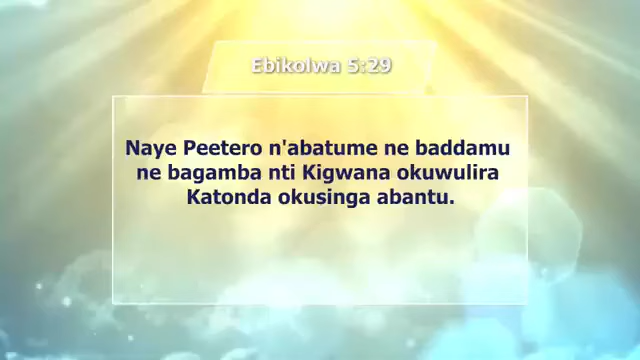 Ebikolwa 5:29
Naye Peetero n'abatume ne baddamu
ne bagamba nti Kigwana okuwulira
Katonda okusinga abantu.